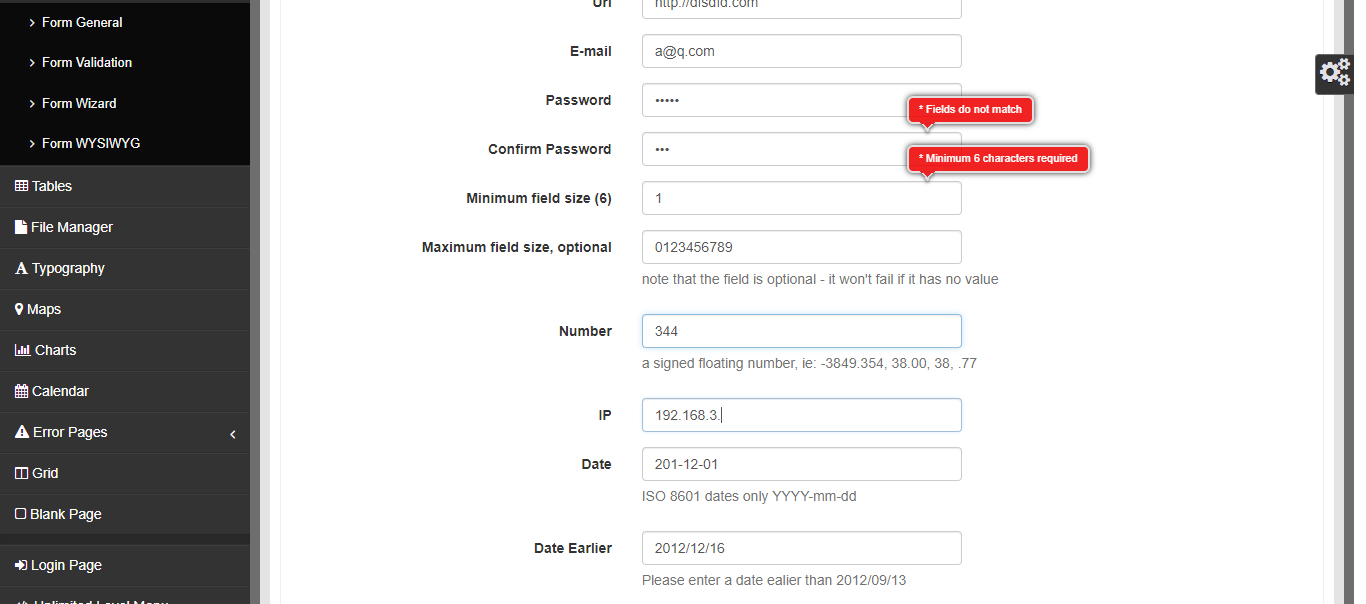 Form General
Form Validation
Form Wizard
Form WYSIWYG
Tables
File Manager
Typography
Maps
Charts
Calendar
Error Pages
Grid
Blank Page
Login Page
Unlimited Level Menu
Url
E-mail
a@q.com
Password
•••••
* Fields do not match
Confirm Password
•••
* Minimum 6 characters required
Minimum field size (6)
1
Maximum field size, optional
0123456789
note that the field is optional - it won't fail if it has no value
Number
344
a signed floating number, ie: -3849.354, 38.00, 38, .77
IP
192.168.3.
Date
201-12-01
ISO 8601 dates only YYYY-mm-dd
Date Earlier
2012/12/16
Please enter a date ealier than 2012/09/13